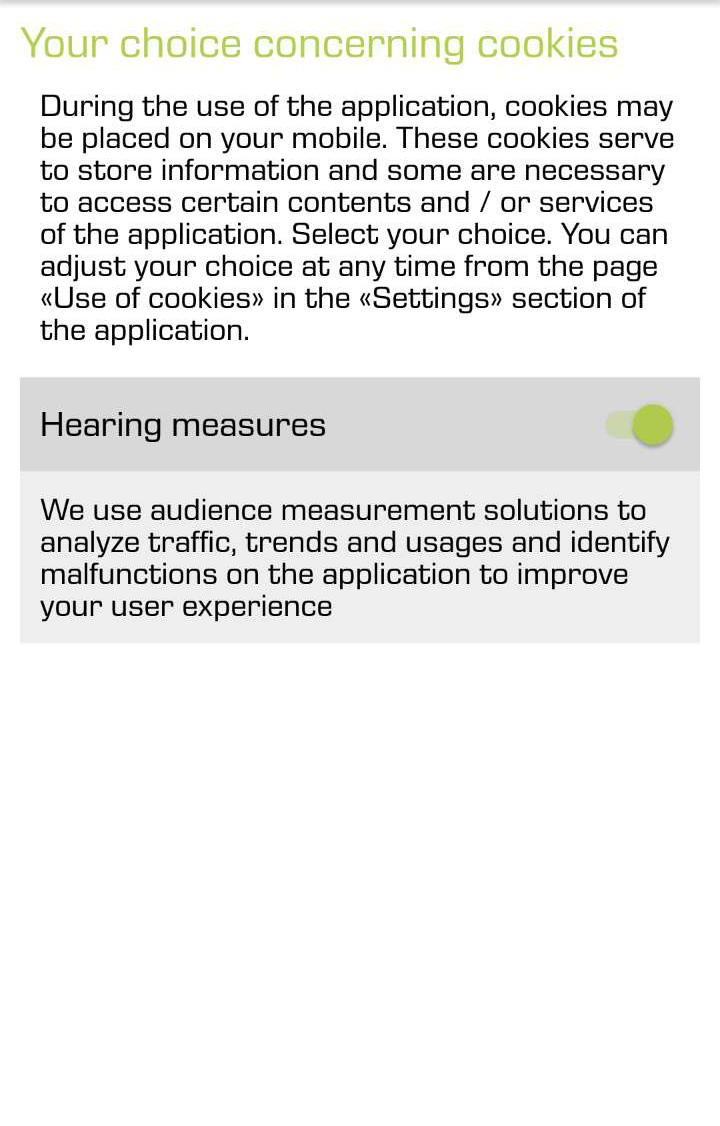 Your choice concerning cookies
During the use of the application, cookies may
be placed on your mobile. These cookies serve
to store information and some are necessary
to access certain contents and / or services
of the application. Select your choice. You can
adjust your choice at any time from the page
«Use of cookies» in the «Settings» section of
the application.
Hearing measures
We use audience measurement solutions to
analyze traffic, trends and usages and identify
malfunctions on the application to improve
your user experience